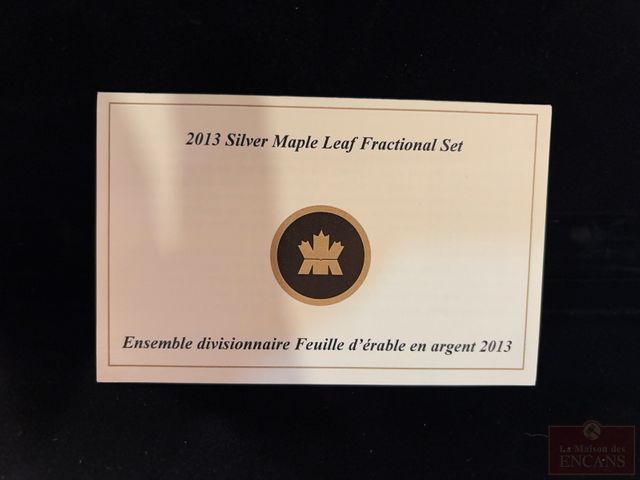 2013 Silver Maple Leaf Fractional Set
Ensemble divisionnaire Feuille d'érable en argent 2013
La Maison des
ENCANS